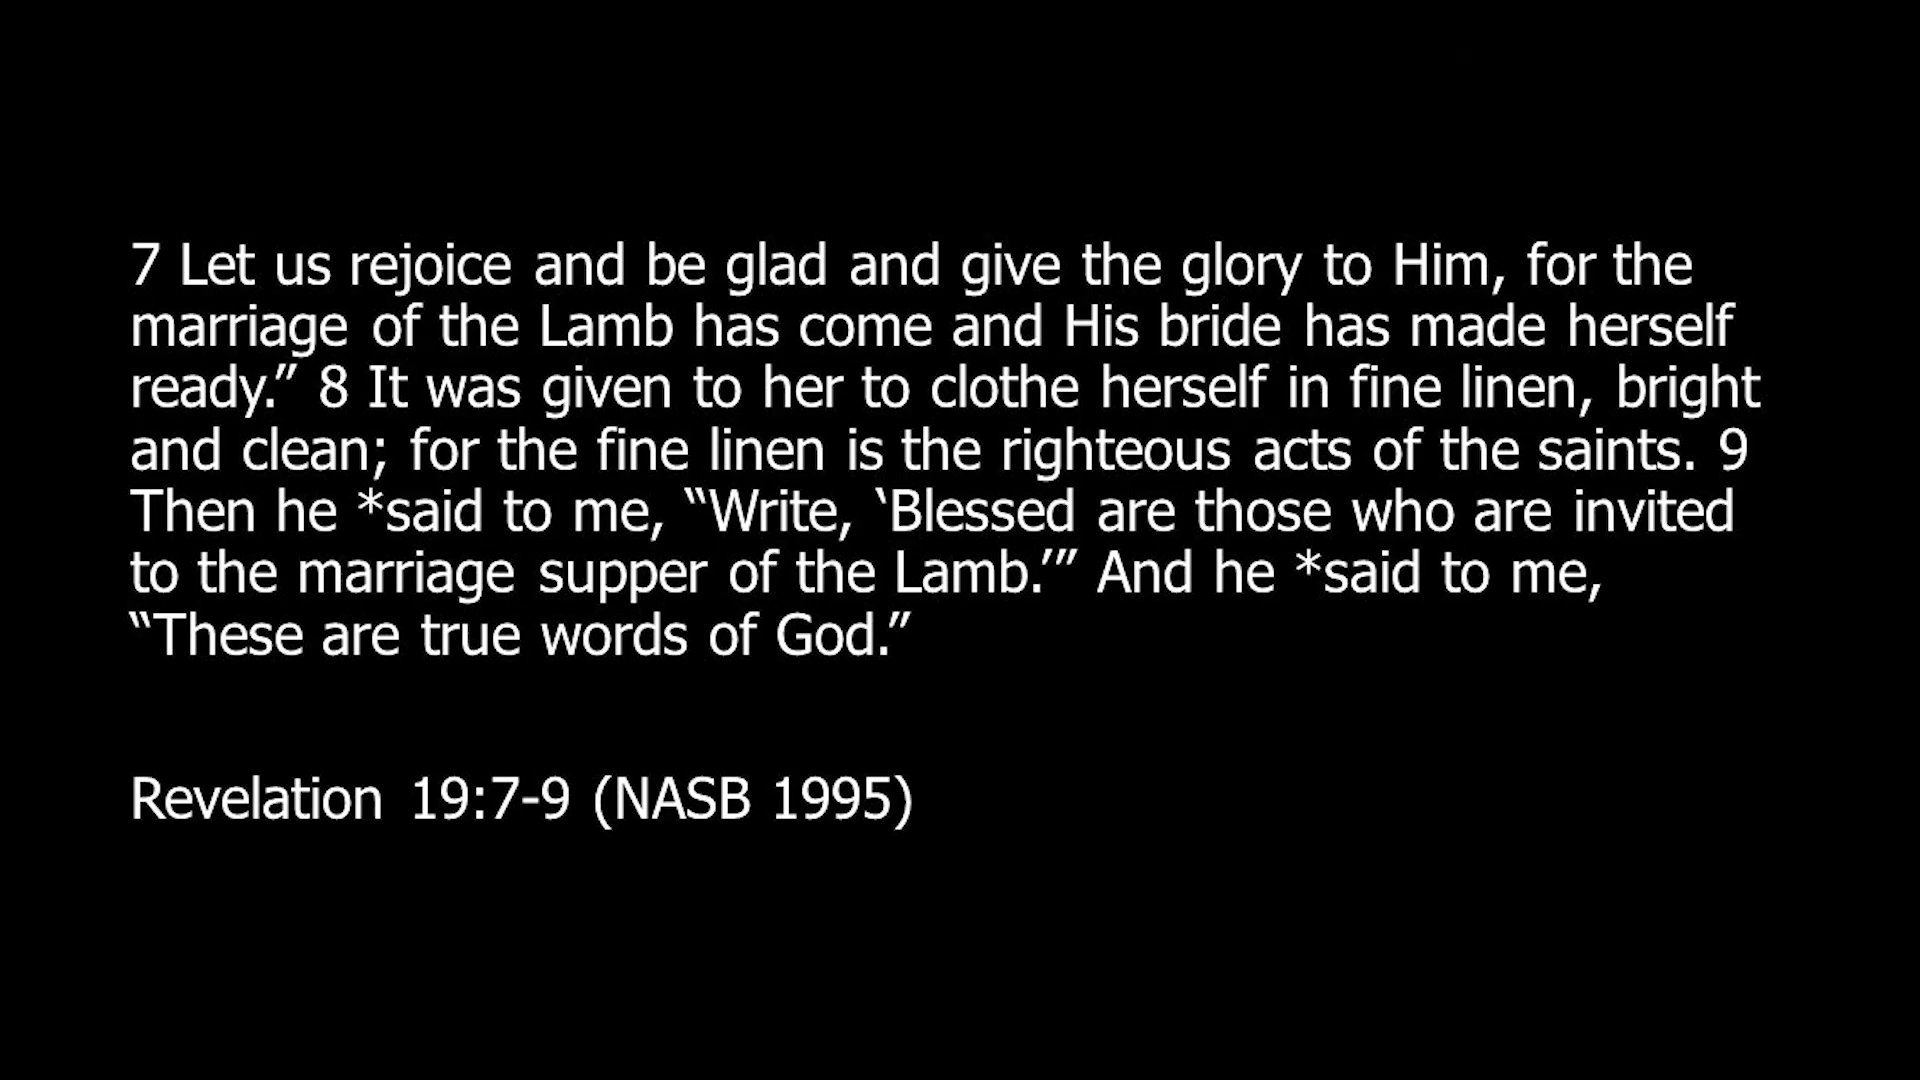 7 Let us rejoice and be glad and give the glory to Him, for the
marriage of the Lamb has come and His bride has made herself
ready.” 8 It was given to her to clothe herself in fine linen, bright
and clean; for the fine linen is the righteous acts of the saints. 9
Then he *said to me, “Write, ‘Blessed are those who are invited
to the marriage supper of the Lamb.’” And he *said to me,
“These are true words of God.”
Revelation 19:7-9 (NASB 1995)